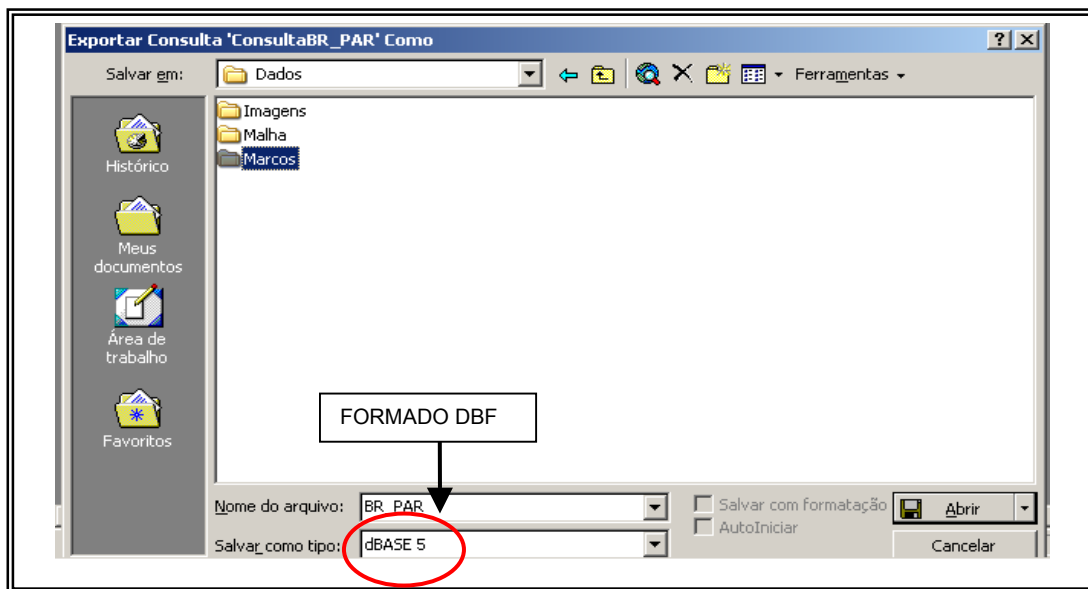 Exportar Consulta 'ConsultaBR_PAR' Como
Salvar em:
Dados
Ferramentas
Histórico
Meus
documentos
Área de
trabalho
Favoritos
Imagens
Malha
Marcos
FORMADO DBF
Nome do arquivo:
BR_PAR
Salvar como tipo:
dBASE 5
Salvar com formatação
AutoIniciar
Abrir
Cancelar